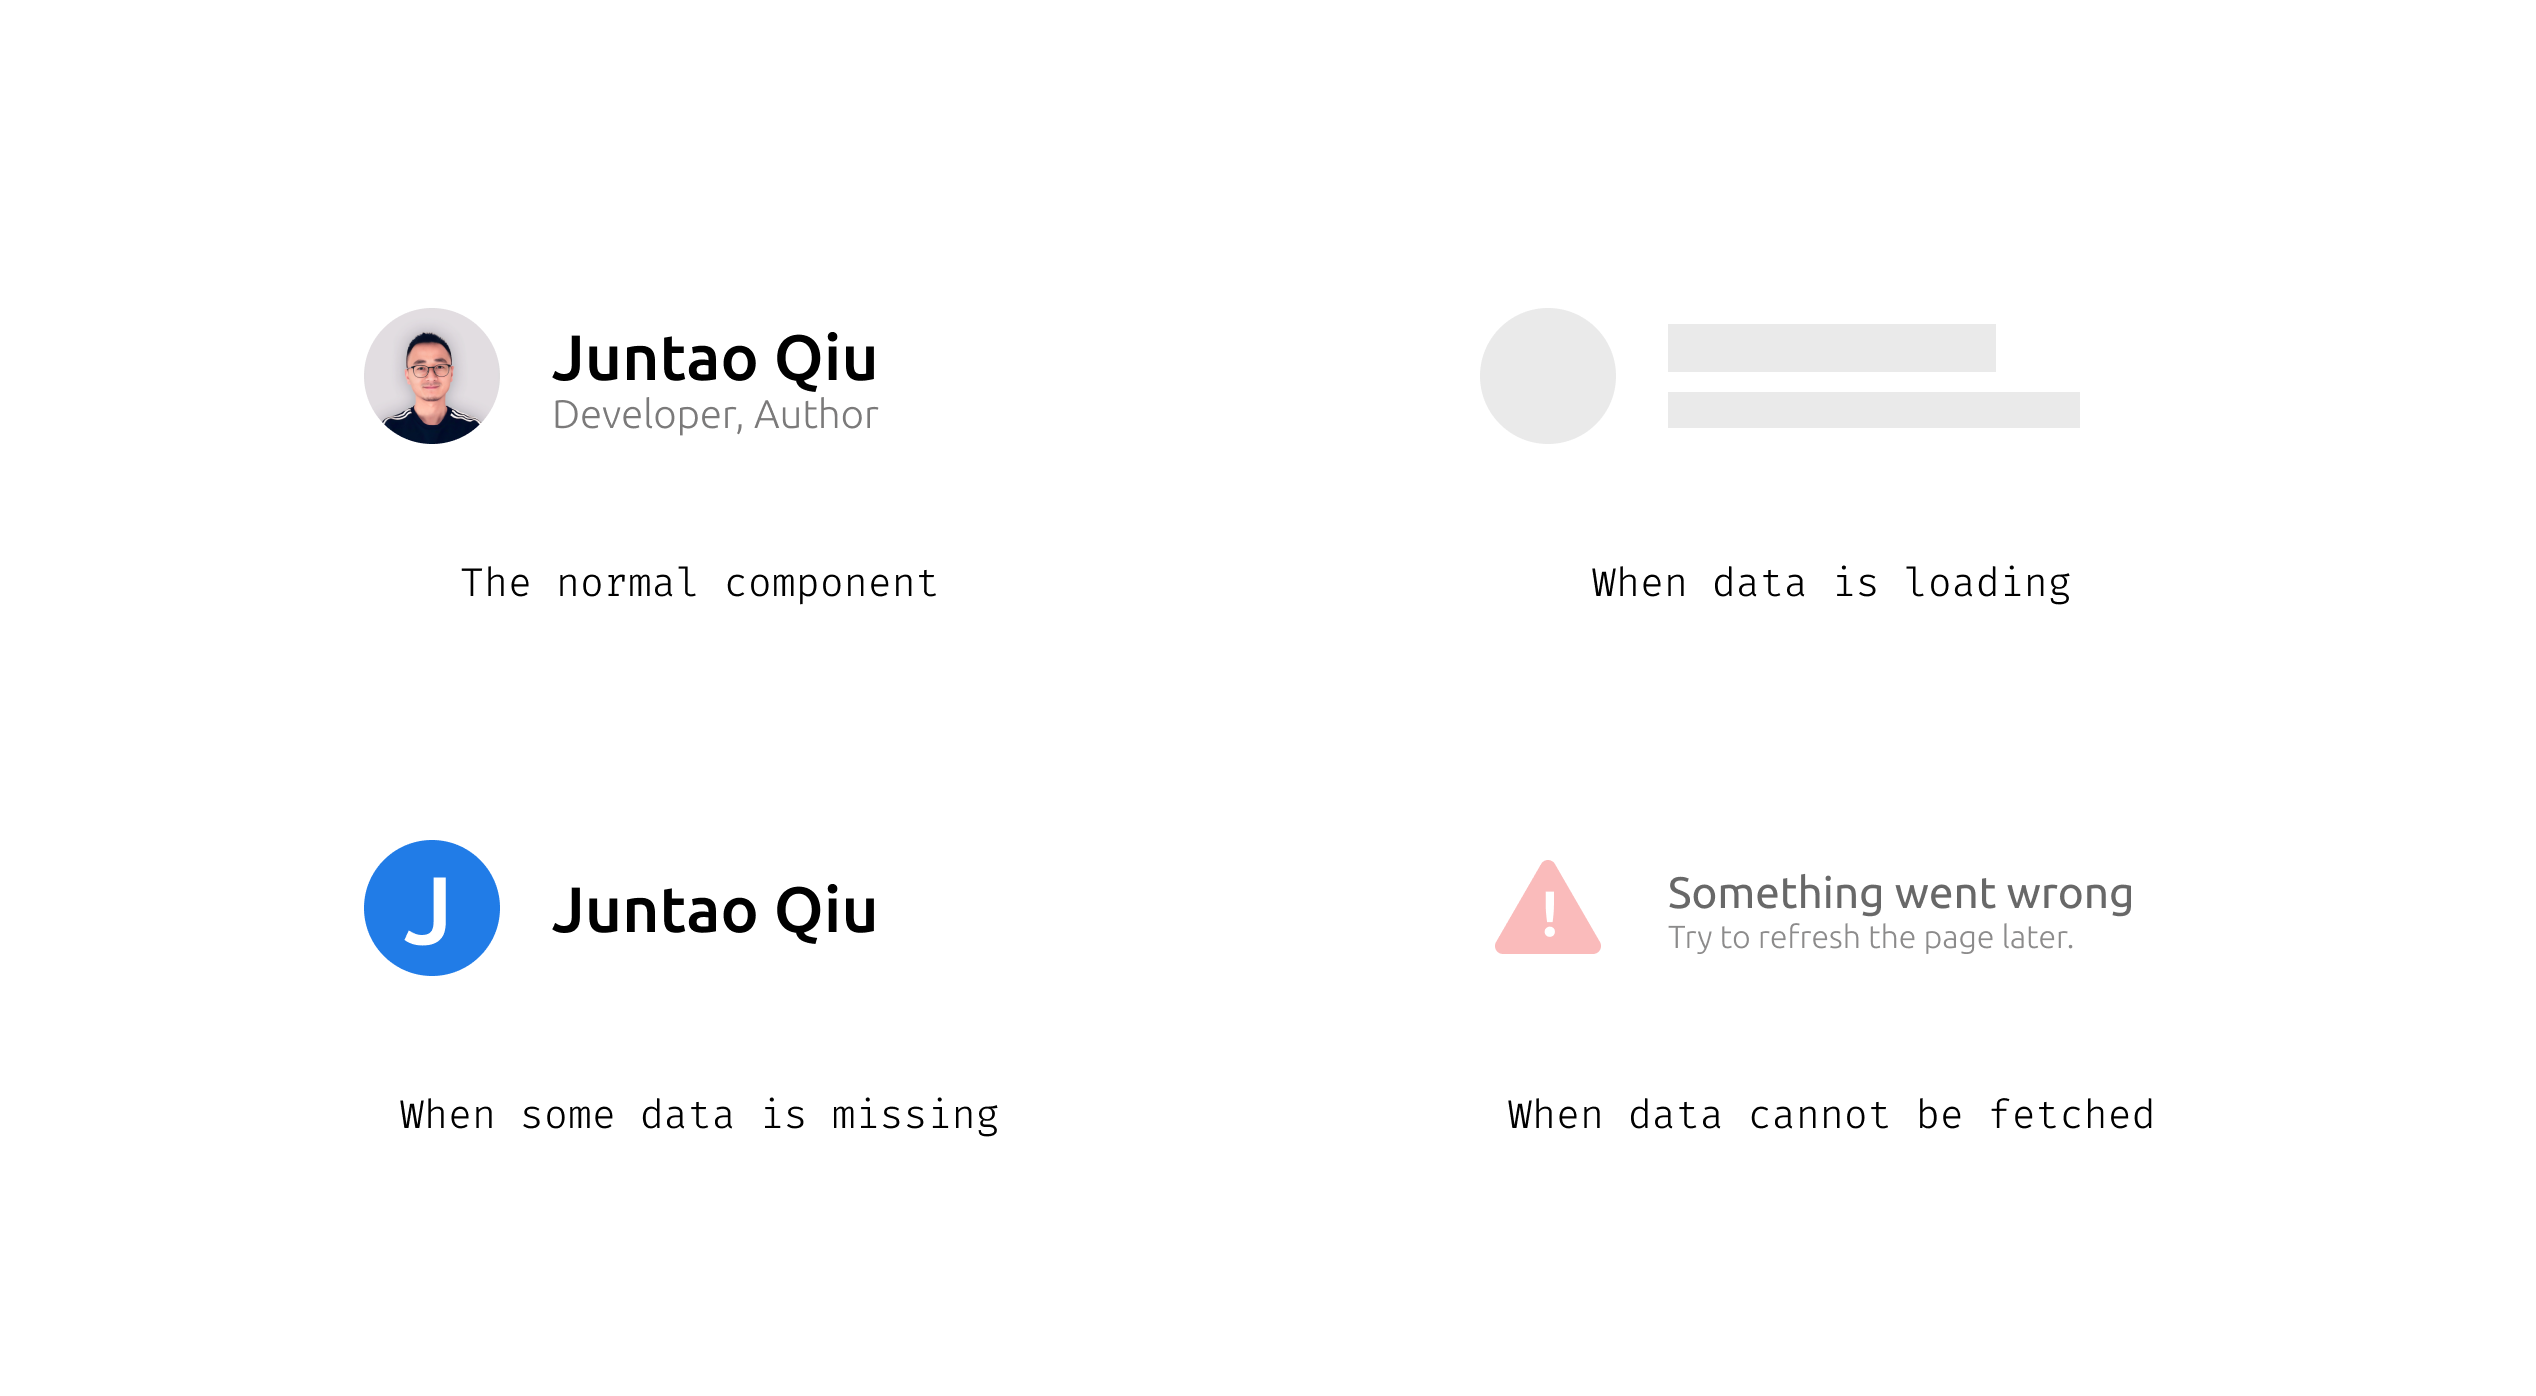 Juntao Qiu
Developer, Author
The normal component
When data is loading
J
Juntao Qiu
When some data is missing
Something went wrong
Try to refresh the page later.
When data cannot be fetched